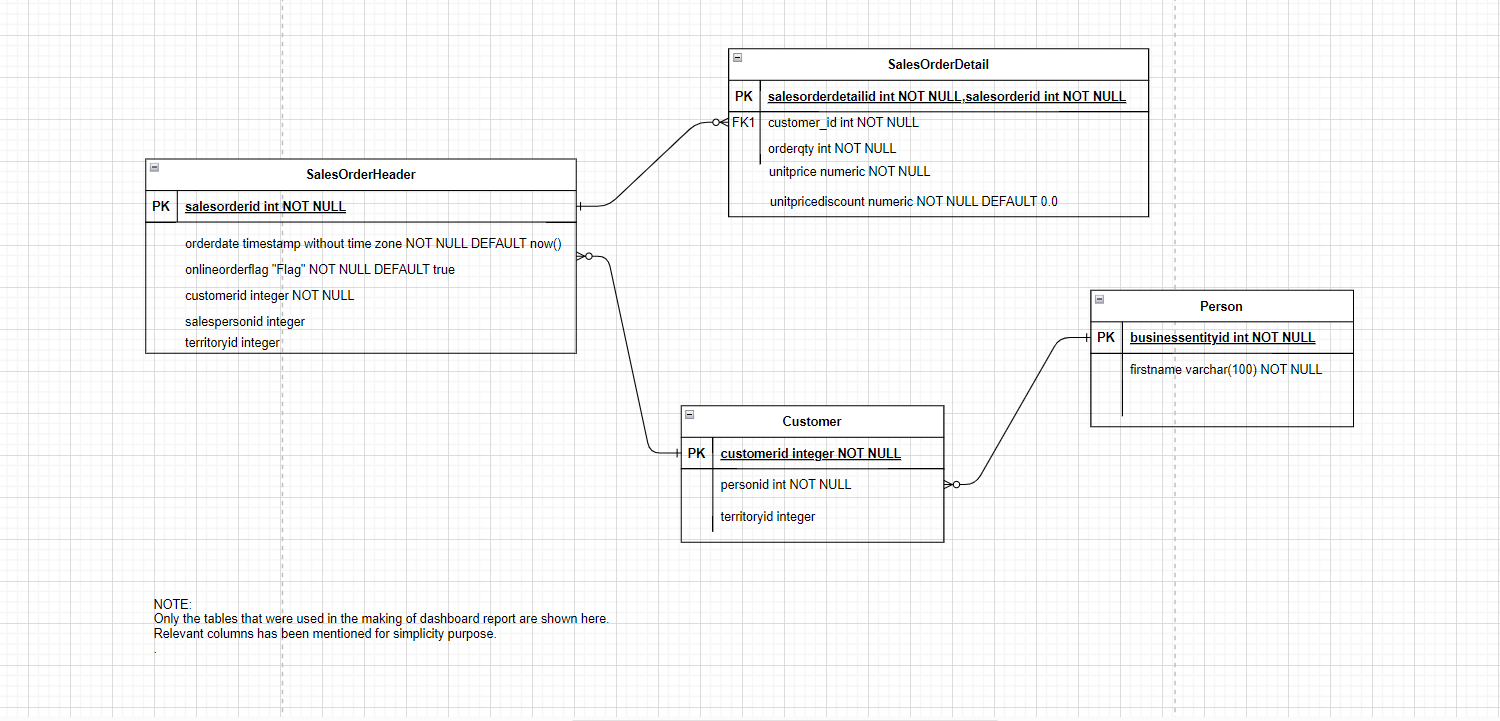 SalesOrderDetail
PK salesorderdetailid int NOT NULL,salesorderid int NOT NULL
FK1 customer_id int NOT NULL
orderqty int NOT NULL
unitprice numeric NOT NULL
unitpricediscount numeric NOT NULL DEFAULT 0.0
SalesOrderHeader
PK salesorderid int NOT NULL
orderdate timestamp without time zone NOT NULL DEFAULT now()
onlineorderflag "Flag" NOT NULL DEFAULT true
customerid integer NOT NULL
salespersonid integer
territoryid integer
Person
PK businessentityid int NOT NULL
firstname varchar(100) NOT NULL
Customer
PK customerid integer NOT NULL
personid int NOT NULL
territoryid integer
NOTE:
Only the tables that were used in the making of dashboard report are shown here.
Relevant columns has been mentioned for simplicity purpose.
.